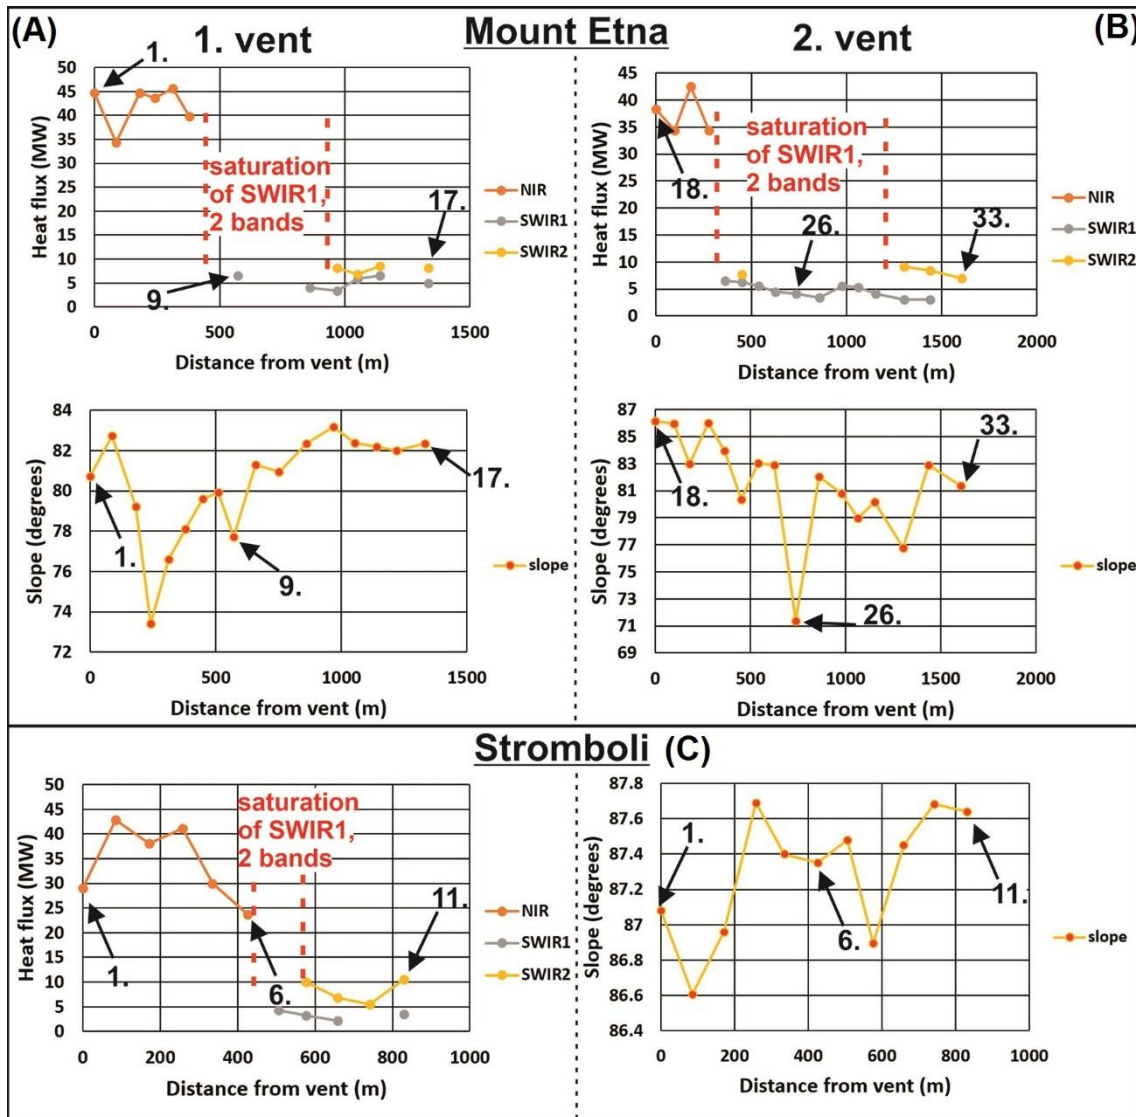 (A)
1. vent
Mount Etna
2. vent
(B)
1.
50
45
40
35
30
25
20
15
10
5
0
Heat flux (MW)
saturation
of SWIR1,
2 bands
9.
17.
NIR
SWIR1
SWIR2
0
500
1000
1500
Distance from vent (m)
45
40
35
30
25
20
15
10
5
0
Heat flux (MW)
18.
saturation
of SWIR1,
2 bands
26.
33.
NIR
SWIR1
SWIR2
0
500
1000
1500
2000
Distance from vent (m)
84
82
80
78
76
74
72
Slope (degrees)
1.
9.
17.
slope
0
500
1000
1500
Distance from vent (m)
87
85
83
81
79
77
75
73
71
69
Slope (degrees)
18.
26.
33.
slope
0
500
1000
1500
2000
Distance from vent (m)
Stromboli
(C)
50
45
40
35
30
25
20
15
10
5
0
Heat flux (MW)
1.
saturation
of SWIR1,
2 bands
6.
11.
NIR
SWIR1
SWIR2
0
200
400
600
800
1000
Distance from vent (m)
87.8
87.6
87.4
87.2
87
86.8
86.6
86.4
Slope (degrees)
1.
6.
11.
slope
0
200
400
600
800
1000
Distance from vent (m)